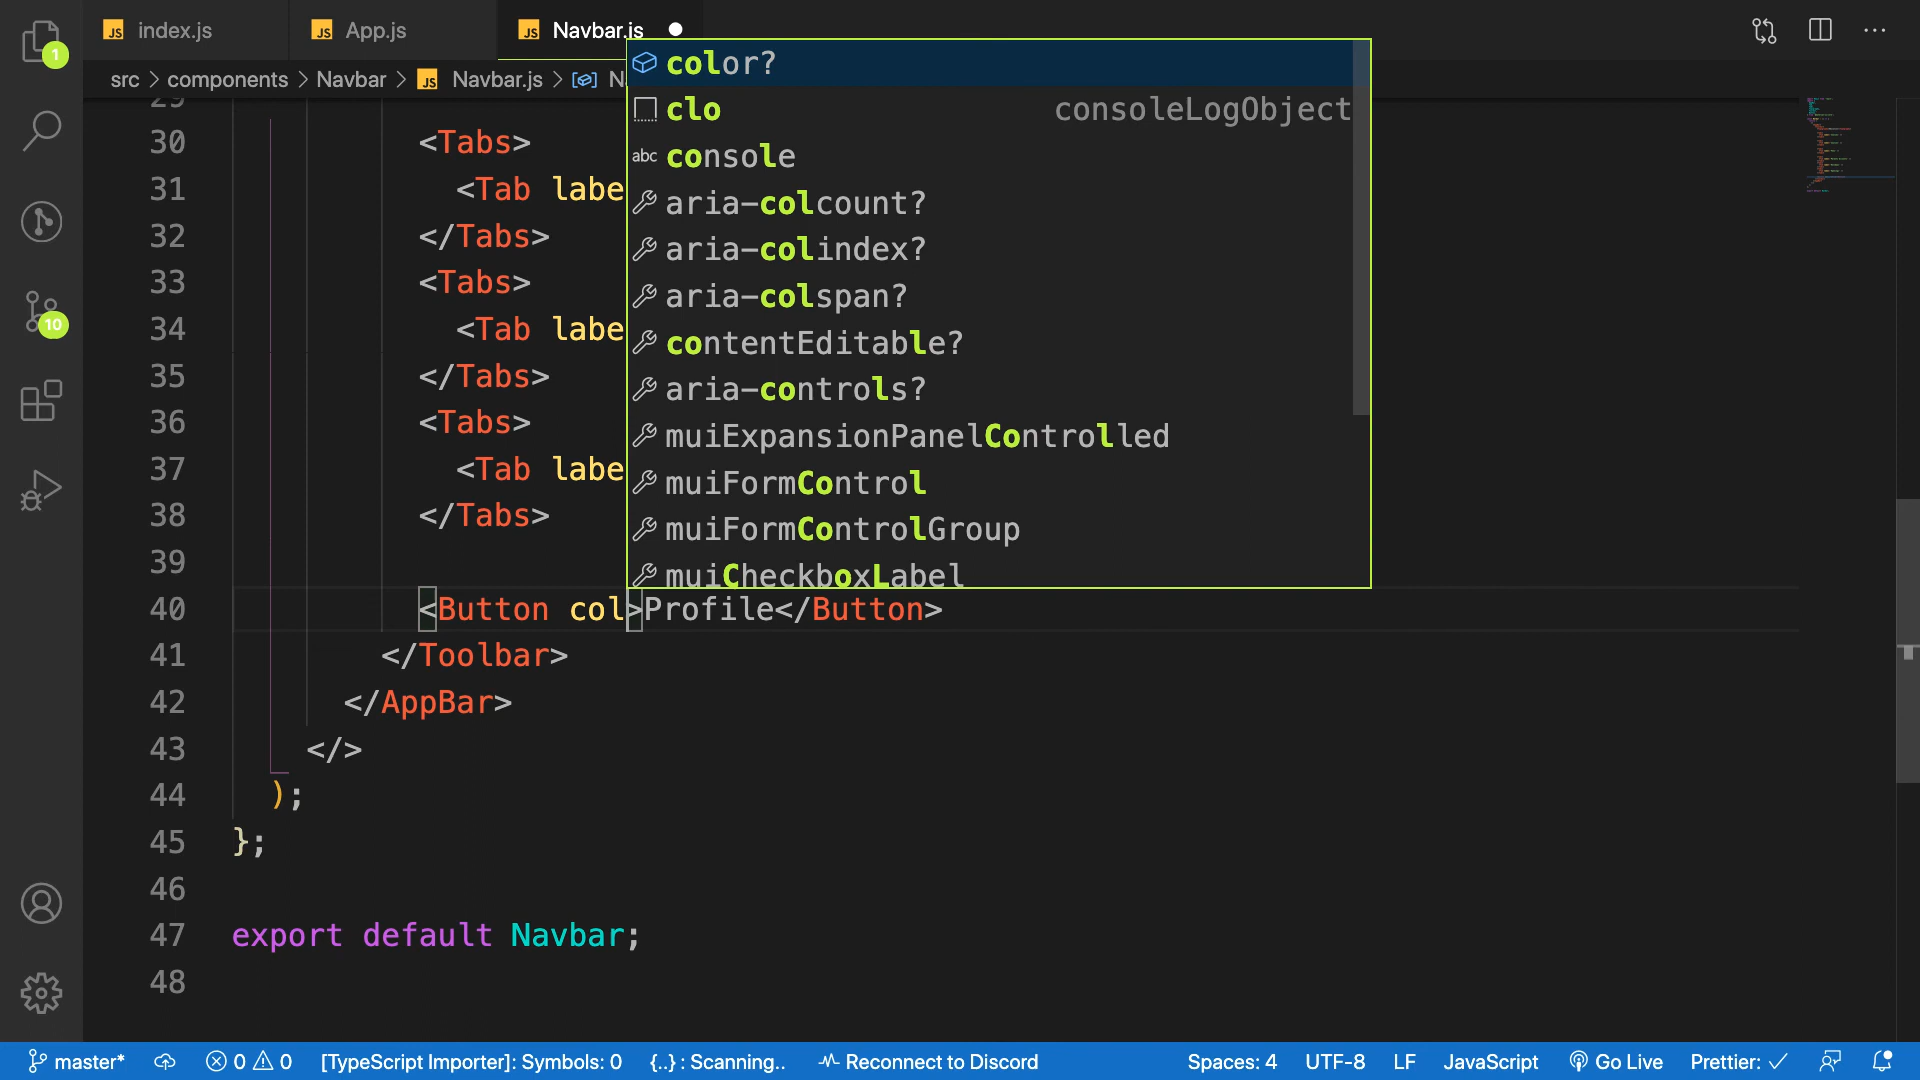 1
index.js
App.js
Navbar.js
src > components > Navbar > Navbar.js >
color?
clo consoleLogObject
abc console
aria-colcount?
aria-colindex?
aria-colspan?
contentEditable?
aria-controls?
muiExpansionPanelControlled
muiFormControl
muiFormControlGroup
muiCheckboxLabel
29
30 <Tabs>
31 <Tab labe
32 </Tabs>
33 <Tabs>
34 <Tab labe
35 </Tabs>
36 <Tabs>
37 <Tab labe
38 </Tabs>
39
40 <Button col>Profile</Button>
41 </Toolbar>
42 </AppBar>
43 </>
44 );
45 };
46
47 export default Navbar;
48
10
master* 0 0 [TypeScript Importer]: Symbols: 0 {..} : Scanning.. Reconnect to Discord Spaces: 4 UTF-8 LF JavaScript Go Live Prettier: ✓